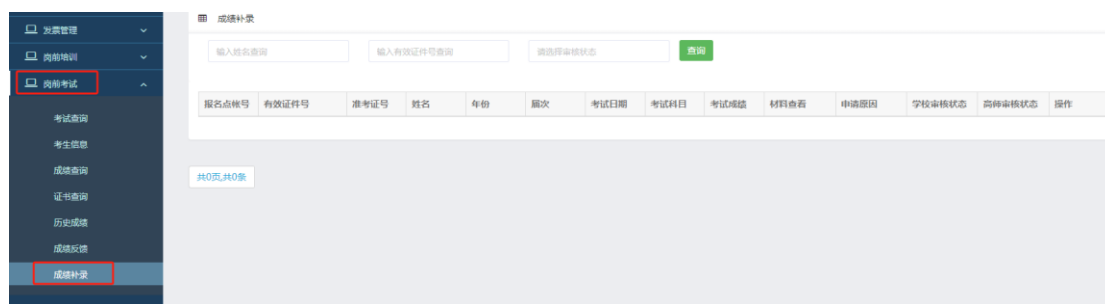 发票管理
岗前培训
岗前考试
考试查询
考生信息
成绩查询
证书查询
历史成绩
成绩反馈
成绩补录
成绩补录
输入姓名查询 输入有效证件号查询 请选择审核状态 查询
报名点帐号 有效证件号 准考证号 姓名 年份 届次 考试日期 考试科目 考试成绩 材料查看 申请原因 学校审核状态 高师审核状态 操作
共0页,共0条